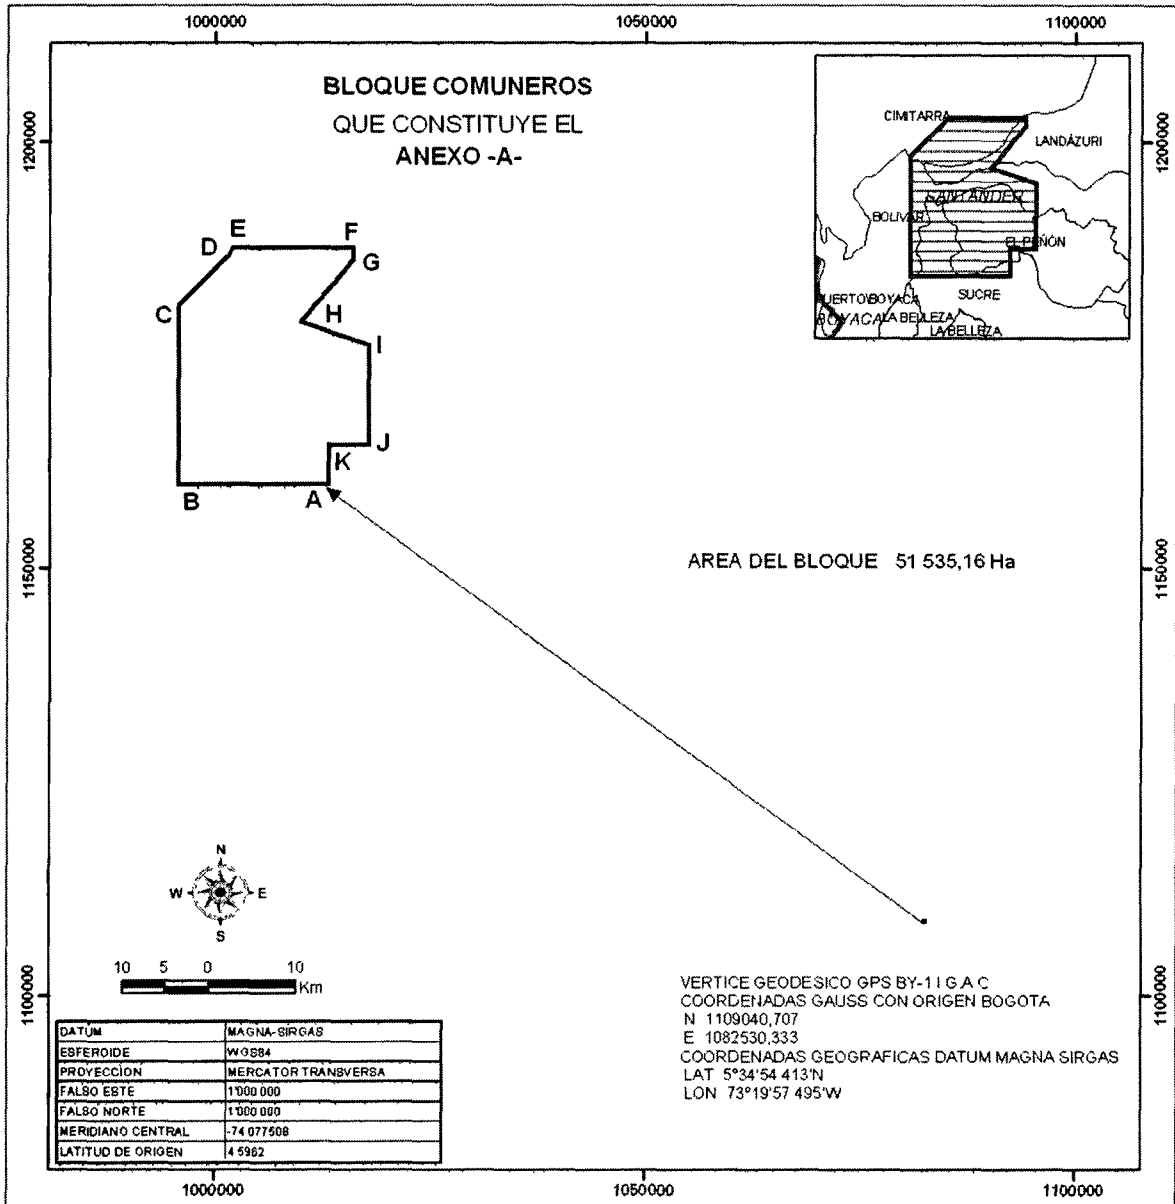 1000000
1050000
1100000
BLOQUE COMUNEROS
QUE CONSTITUYE EL
ANEXO -A-
1200000
1200000
CIMITARRA
LANDÁZURI
SANTANDER
BOLIVAR
EL PEÑÓN
SUCRE
PUERTO BOYACA
BOYACA
LA BELLEZA
LA BELLEZA
E
F
D
G
C
H
I
J
K
B
A
AREA DEL BLOQUE 51 535,16 Ha
1150000
1150000
N
W
E
S
10 5 0 10
Km
1100000
1100000
VERTICE GEODESICO GPS BY-1 I G A C
COORDENADAS GAUSS CON ORIGEN BOGOTA
N 1109040,707
E 1082530,333
COORDENADAS GEOGRAFICAS DATUM MAGNA SIRGAS
LAT 5°34'54 413'N
LON 73°19'57 495'W
DATUM MAGNA-SIRGAS
ESFEROIDE WGS84
PROYECCIÓN MERCATOR TRANSVERSA
FALSO ESTE 1'000 000
FALSO NORTE 1'000 000
MERIDIANO CENTRAL -74 077508
LATITUD DE ORIGEN 4 5962
1000000
1050000
1100000